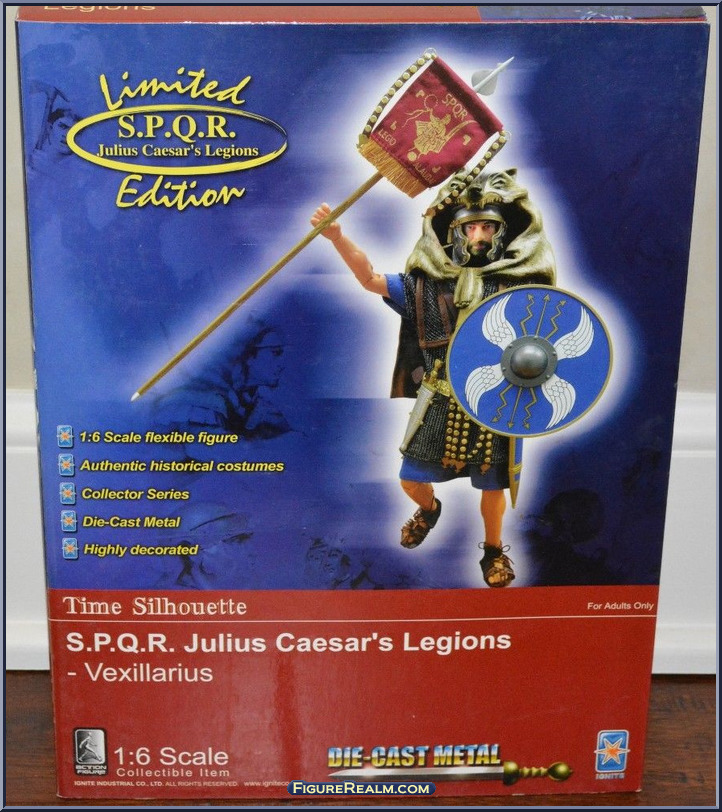 Legions
Limited
S.P.Q.R.
Julius Caesar's Legions
Edition
SPQR
LEGIO
1:6 Scale flexible figure
Authentic historical costumes
Collector Series
Die-Cast Metal
Highly decorated
Time Silhouette
For Adults Only
S.P.Q.R. Julius Caesar's Legions
- Vexillarius
ACTION FIGURE
1:6 Scale
Collectible Item
DIE-CAST METAL
IGNITE
IGNITE INDUSTRIAL CO., LTD. ALL RIGHTS RESERVED.
FIGUREREALM.COM